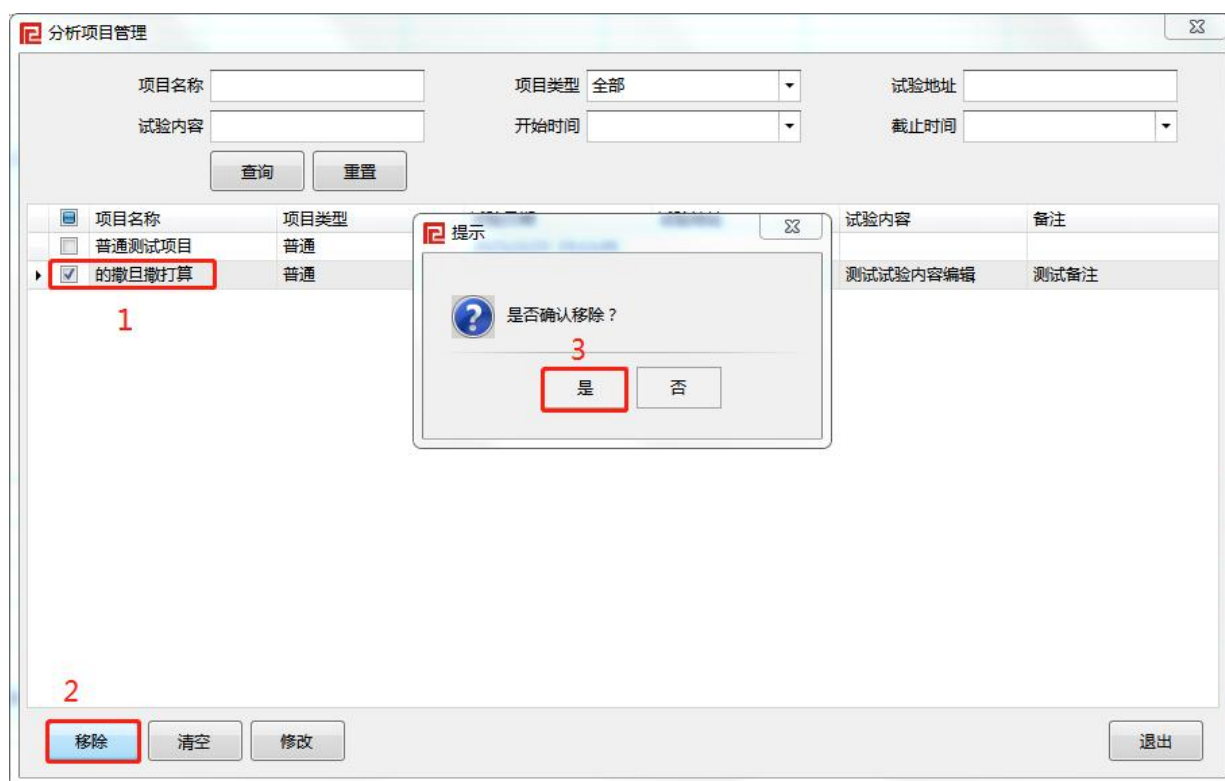 分析项目管理
项目名称 项目类型 全部 试验地址
试验内容 开始时间 截止时间
查询 重置
项目名称 项目类型 试验内容 备注
普通测试项目 普通
的撒旦撒打算 普通 测试试验内容编辑 测试备注
1
提示
是否确认移除？
3
是 否
2
移除 清空 修改 退出